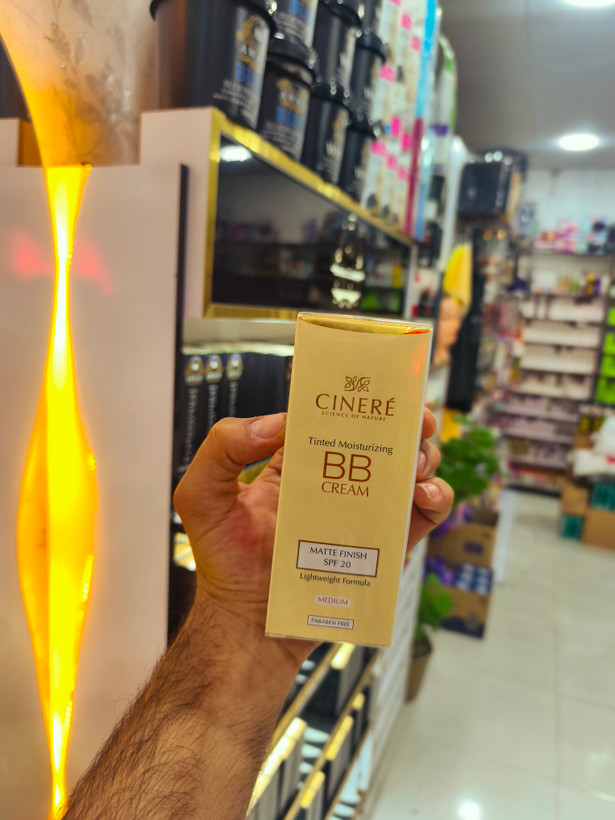 CINERÉ
SCIENCE OF NATURE
Tinted Moisturizing
BB
CREAM
MATTE FINISH
SPF 20
Lightweight Formula
MEDIUM
PARABEN FREE